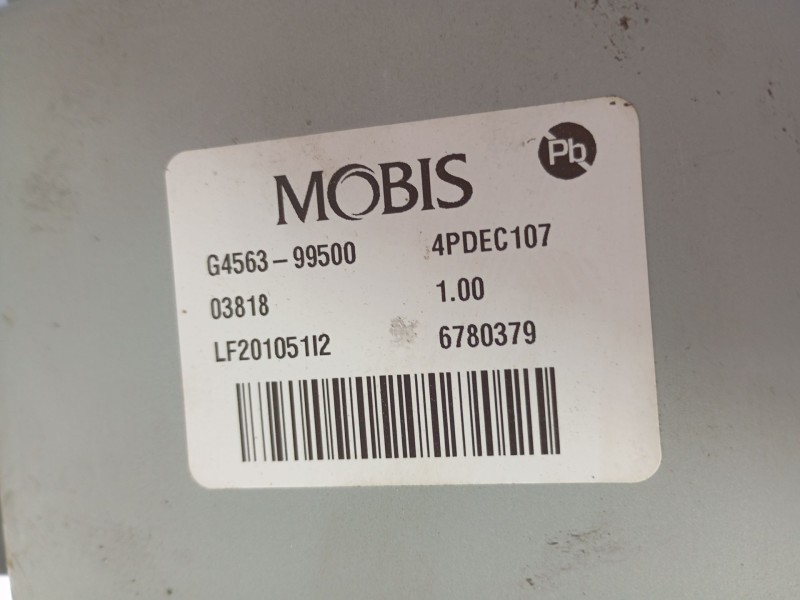 Pb
MOBIS
G4563-99500 4PDEC107
03818 1.00
LF201051I2 6780379